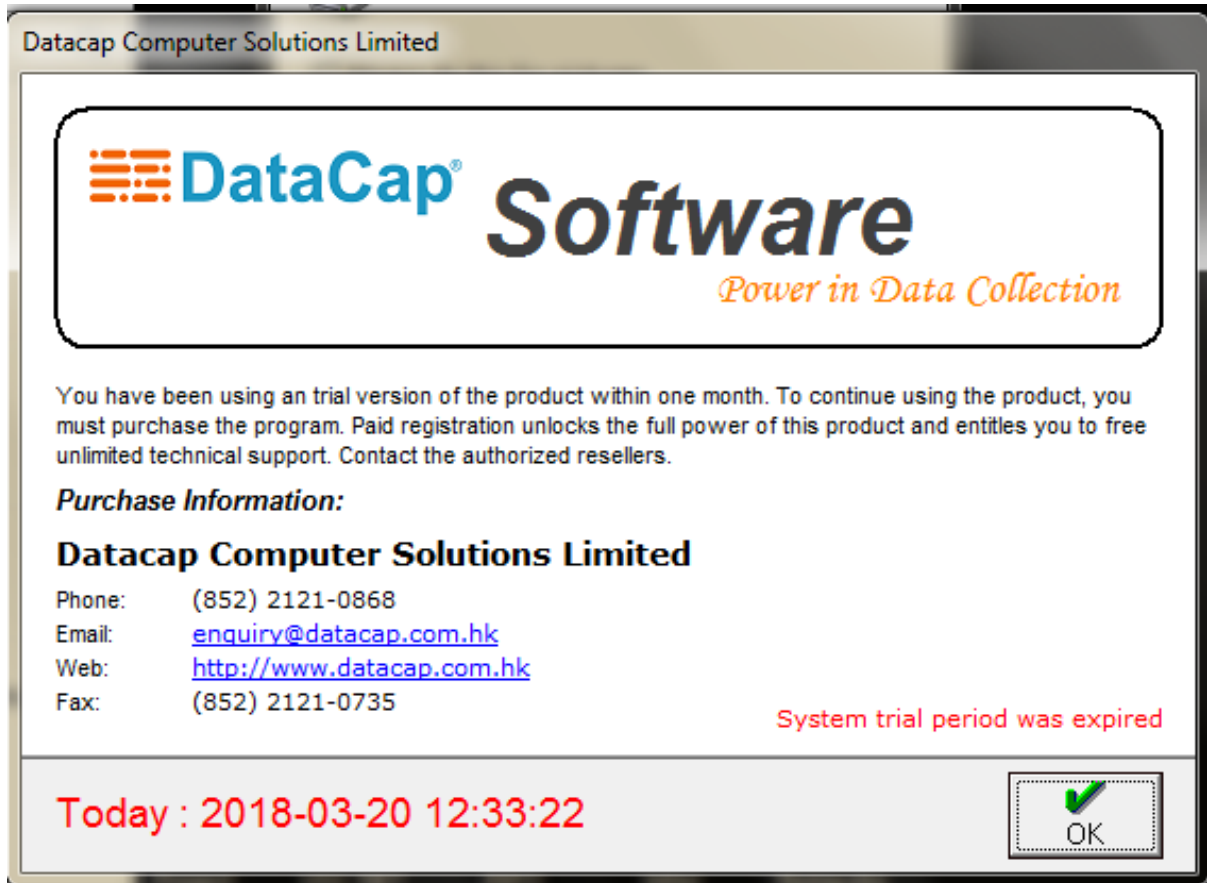 Datacap Computer Solutions Limited
DataCap®
Software
Power in Data Collection
You have been using an trial version of the product within one month. To continue using the product, you
must purchase the program. Paid registration unlocks the full power of this product and entitles you to free
unlimited technical support. Contact the authorized resellers.
Purchase Information:
Datacap Computer Solutions Limited
Phone: (852) 2121-0868
Email: enquiry@datacap.com.hk
Web: http://www.datacap.com.hk
Fax: (852) 2121-0735
System trial period was expired
Today : 2018-03-20 12:33:22
OK